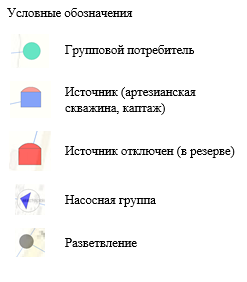 Условные обозначения
Групповой потребитель
Источник (артезианская
скважина, каптаж)
Источник отключен (в резерве)
Насосная группа
Разветвление